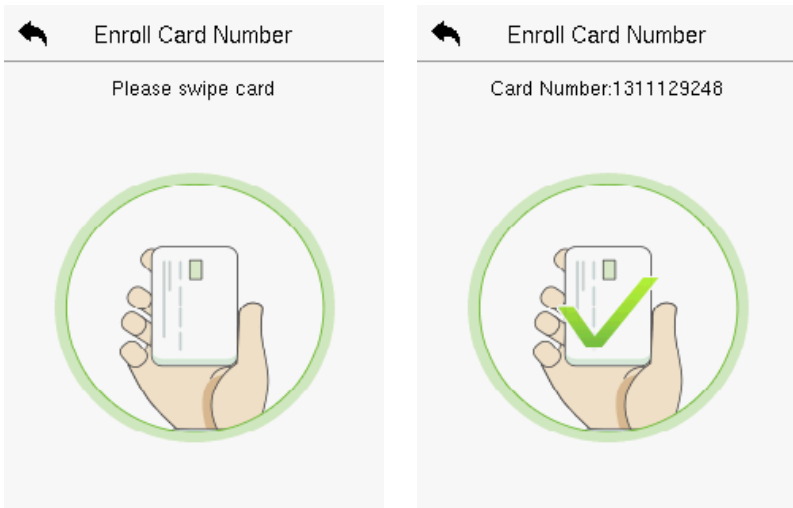 Enroll Card Number
Please swipe card
Enroll Card Number
Card Number:1311129248